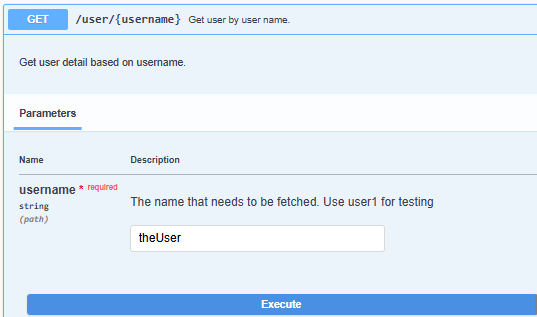 GET /user/{username} Get user by user name.
Get user detail based on username.
Parameters
Name Description
username * required
string
(path)
The name that needs to be fetched. Use user1 for testing
theUser
Execute